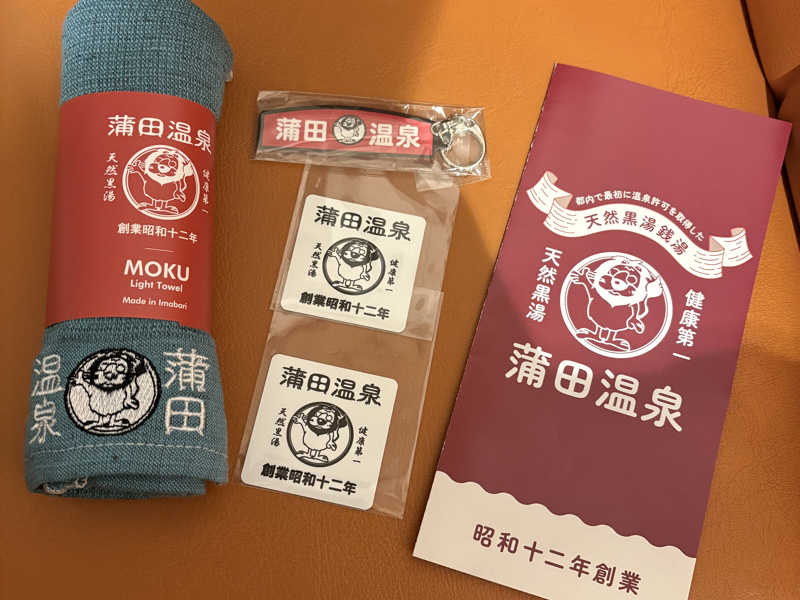 蒲田温泉
天然黒湯
健康第一
創業昭和十二年
MOKU
Light Towel
Made in Imabari
蒲田
温泉
蒲田 温泉
蒲田温泉
天然黒湯
健康第一
創業昭和十二年
蒲田温泉
天然黒湯
健康第一
創業昭和十二年
都内で最初に温泉許可を取得した
天然黒湯銭湯
天然黒湯
健康第一
蒲田温泉
昭和十二年創業